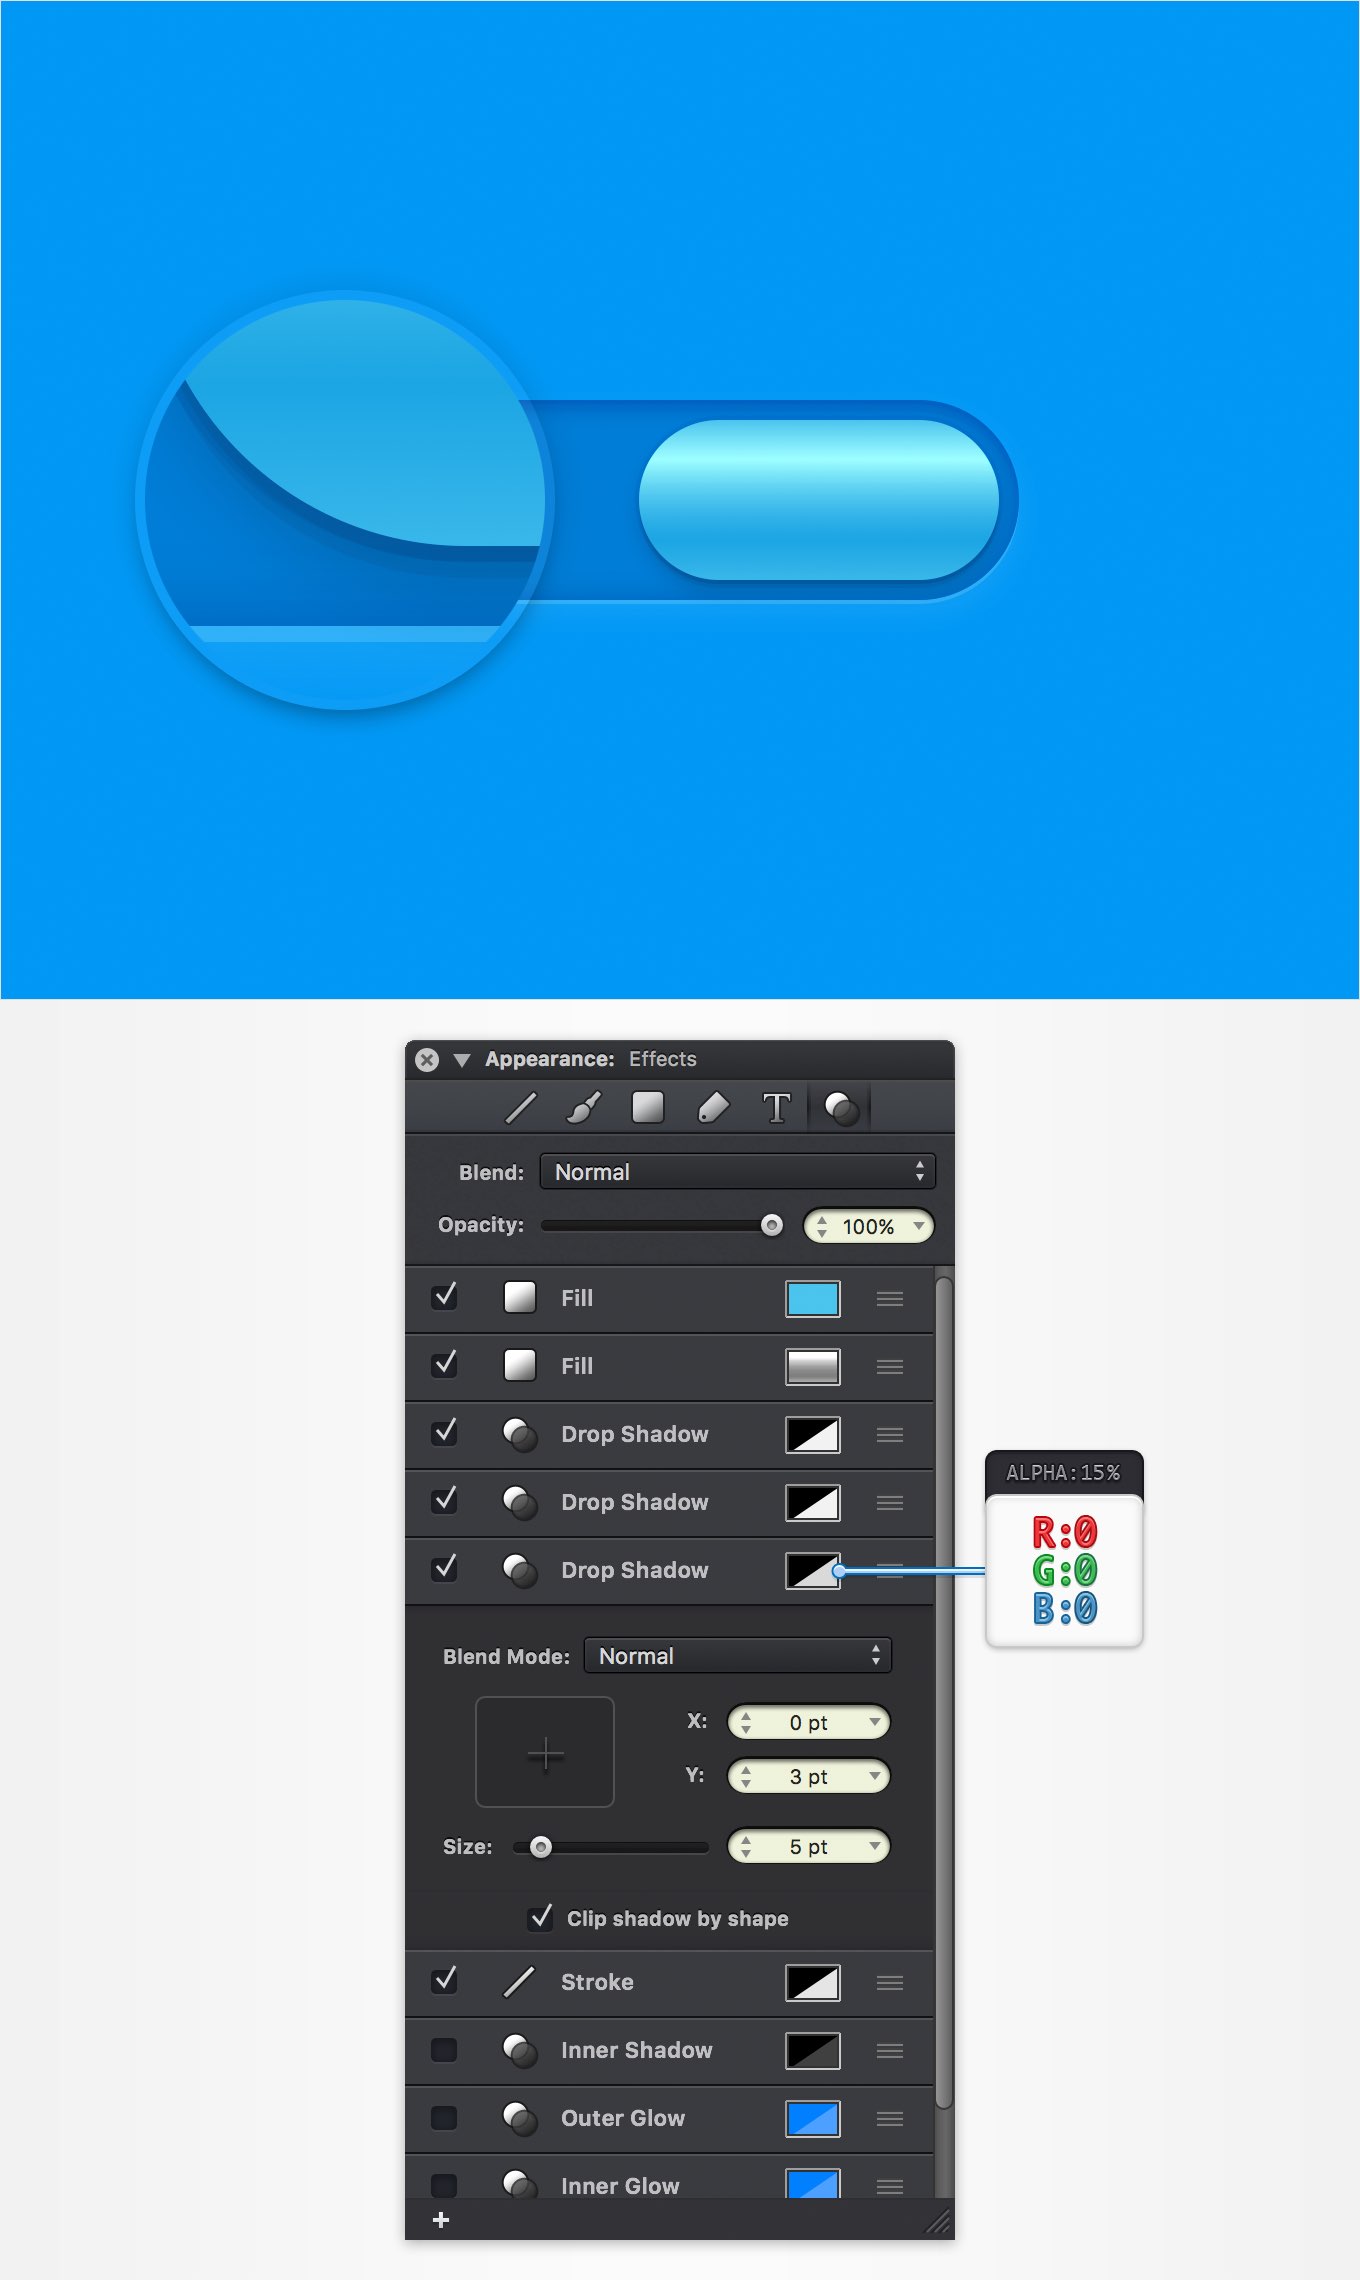 Appearance: Effects
T
Blend: Normal
Opacity: 100%
Fill
Fill
Drop Shadow
Drop Shadow
Drop Shadow
ALPHA:15%
R:0
G:0
B:0
Blend Mode: Normal
X: 0 pt
Y: 3 pt
Size: 5 pt
Clip shadow by shape
Stroke
Inner Shadow
Outer Glow
Inner Glow